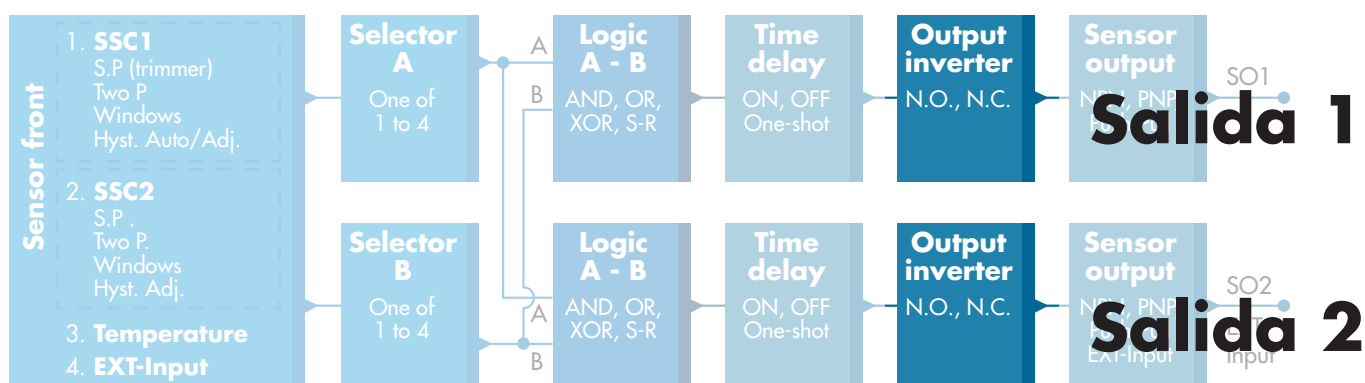 Sensor front
1. SSC1
S.P (trimmer)
Two P
Windows
Hyst. Auto/Adj.
2. SSC2
S.P .
Two P.
Windows
Hyst. Adj.
3. Temperature
4. EXT-Input
Selector
A
One of
1 to 4
A
B
Logic
A - B
AND, OR,
XOR, S-R
Time
delay
ON, OFF
One-shot
Output
inverter
N.O., N.C.
Sensor
output
SO1
Salida 1
Selector
B
One of
1 to 4
A
B
Logic
A - B
AND, OR,
XOR, S-R
Time
delay
ON, OFF
One-shot
Output
inverter
N.O., N.C.
Sensor
output
EXT-Input
SO2
Input
Salida 2